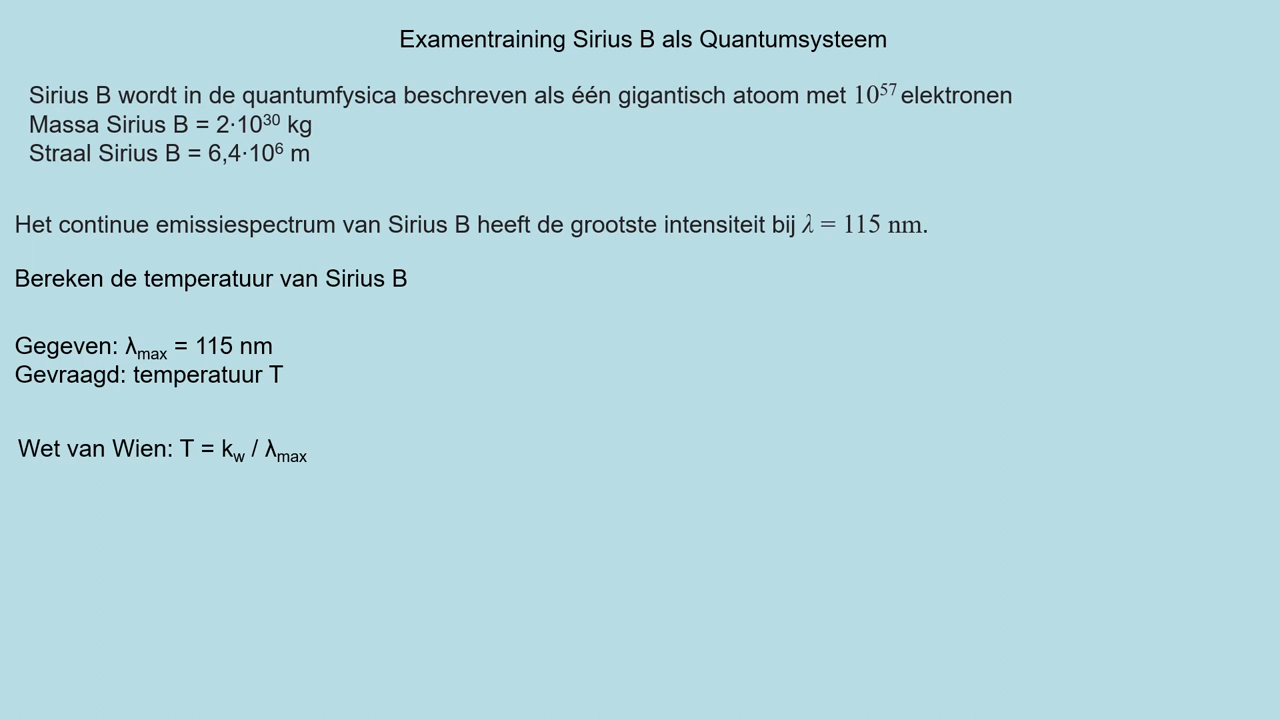 Examentraining Sirius B als Quantumsysteem
Sirius B wordt in de quantumfysica beschreven als één gigantisch atoom met 10⁵⁷ elektronen
Massa Sirius B = 2·10³⁰ kg
Straal Sirius B = 6,4·10⁶ m
Het continue emissiespectrum van Sirius B heeft de grootste intensiteit bij λ = 115 nm.
Bereken de temperatuur van Sirius B
Gegeven: λmax = 115 nm
Gevraagd: temperatuur T
Wet van Wien: T = kw / λmax